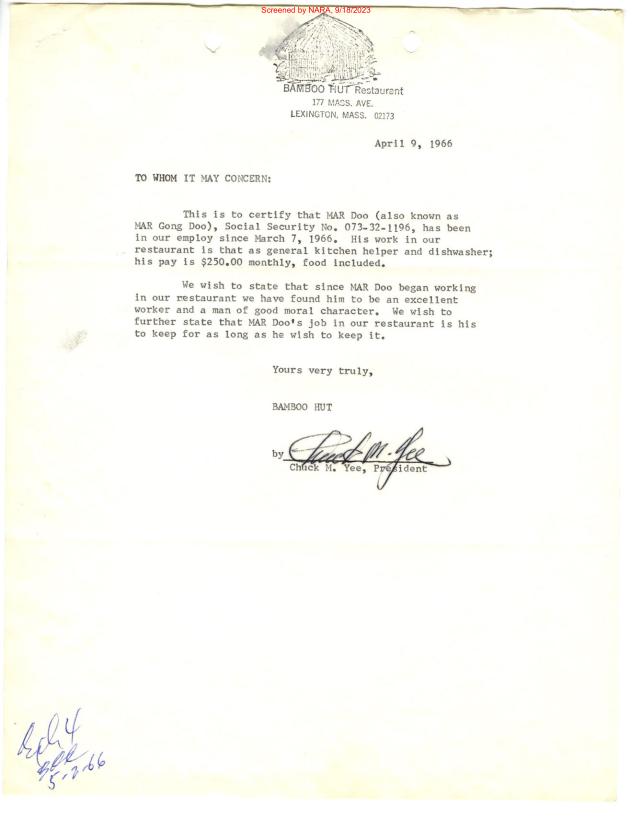 Screened by NARA, 9/18/2023
BAMBOO HUT Restaurant
177 MASS. AVE.
LEXINGTON, MASS. 02173
April 9, 1966
TO WHOM IT MAY CONCERN:
This is to certify that MAR Doo (also known as
MAR Gong Doo), Social Security No. 073-32-1196, has been
in our employ since March 7, 1966. His work in our
restaurant is that as general kitchen helper and dishwasher;
his pay is $250.00 monthly, food included.
We wish to state that since MAR Doo began working
in our restaurant we have found him to be an excellent
worker and a man of good moral character. We wish to
further state that MAR Doo's job in our restaurant is his
to keep for as long as he wish to keep it.
Yours very truly,
BAMBOO HUT
by Chuck M. Yee
Chuck M. Yee, President
5-2-66